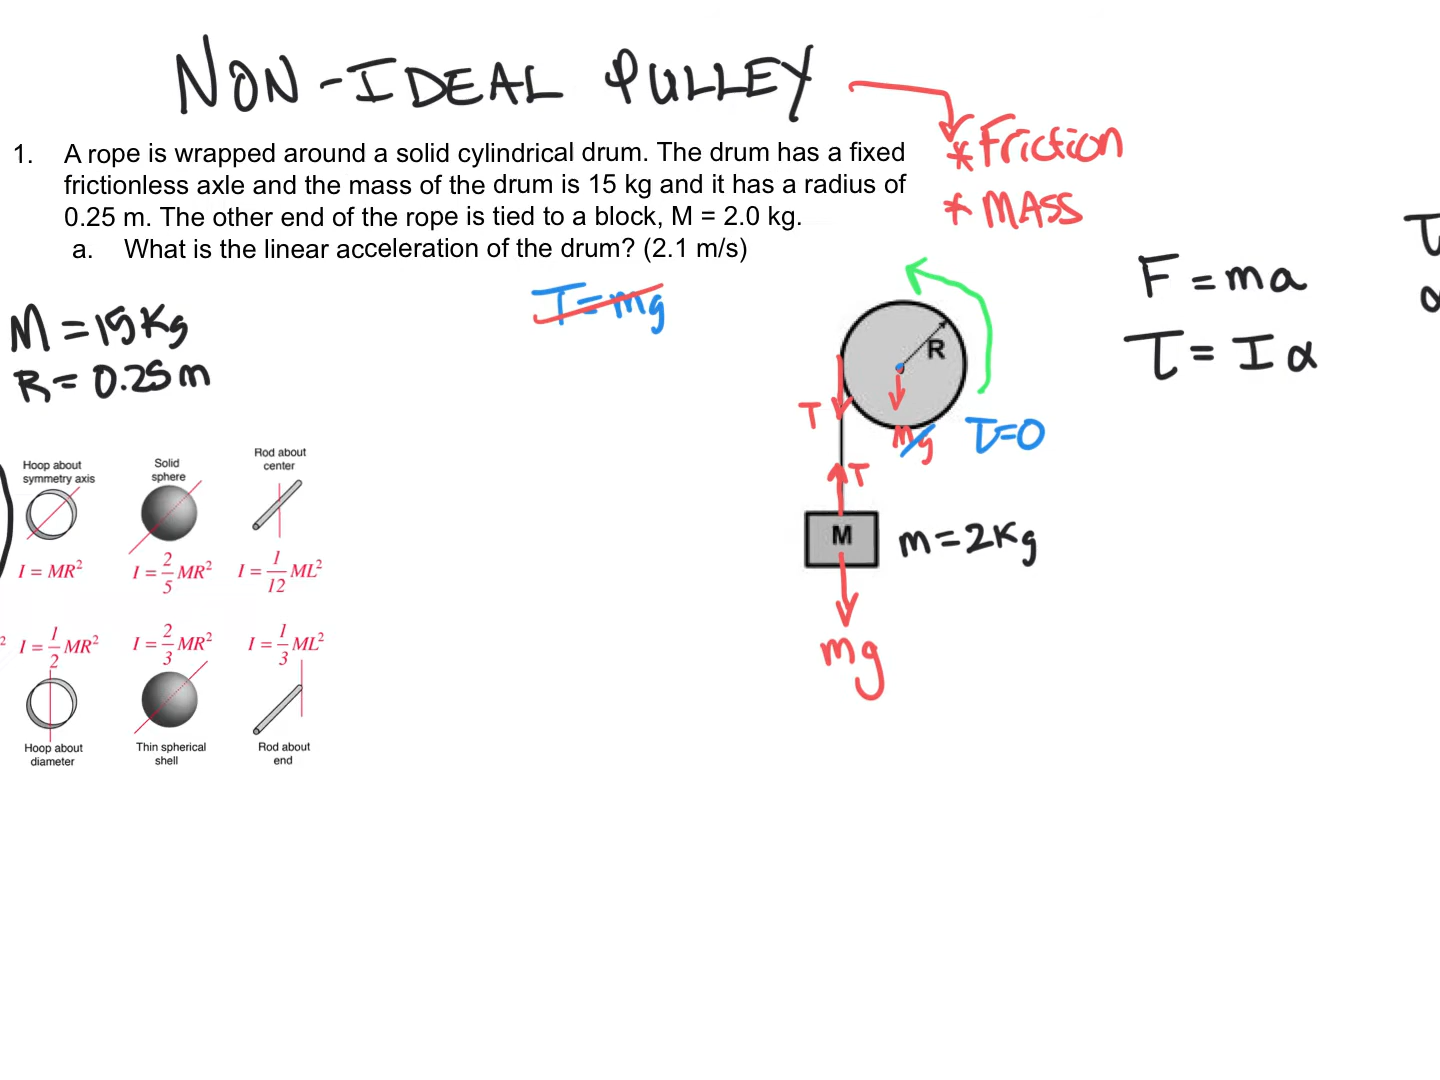 NON-IDEAL PULLEY
* Friction
* MASS
1. A rope is wrapped around a solid cylindrical drum. The drum has a fixed
frictionless axle and the mass of the drum is 15 kg and it has a radius of
0.25 m. The other end of the rope is tied to a block, M = 2.0 kg.
a. What is the linear acceleration of the drum? (2.1 m/s)
T=mg
M=15Kg
R=0.25m
F=ma
τ=Iα
τ
α
R
T
Mg
τ=0
T
M
m=2Kg
mg
Hoop about
symmetry axis
Solid
sphere
Rod about
center
I = MR²
I = 2/5 MR²
I = 1/12 ML²
2
I = 1/2 MR²
I = 2/3 MR²
I = 1/3 ML²
Hoop about
diameter
Thin spherical
shell
Rod about
end